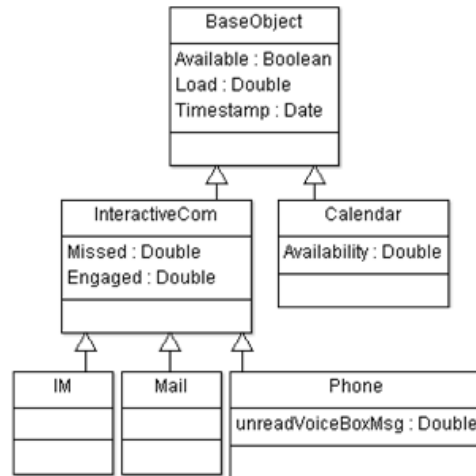 BaseObject
Available : Boolean
Load : Double
Timestamp : Date
InteractiveCom
Missed : Double
Engaged : Double
Calendar
Availability : Double
IM
Mail
Phone
unreadVoiceBoxMsg : Double